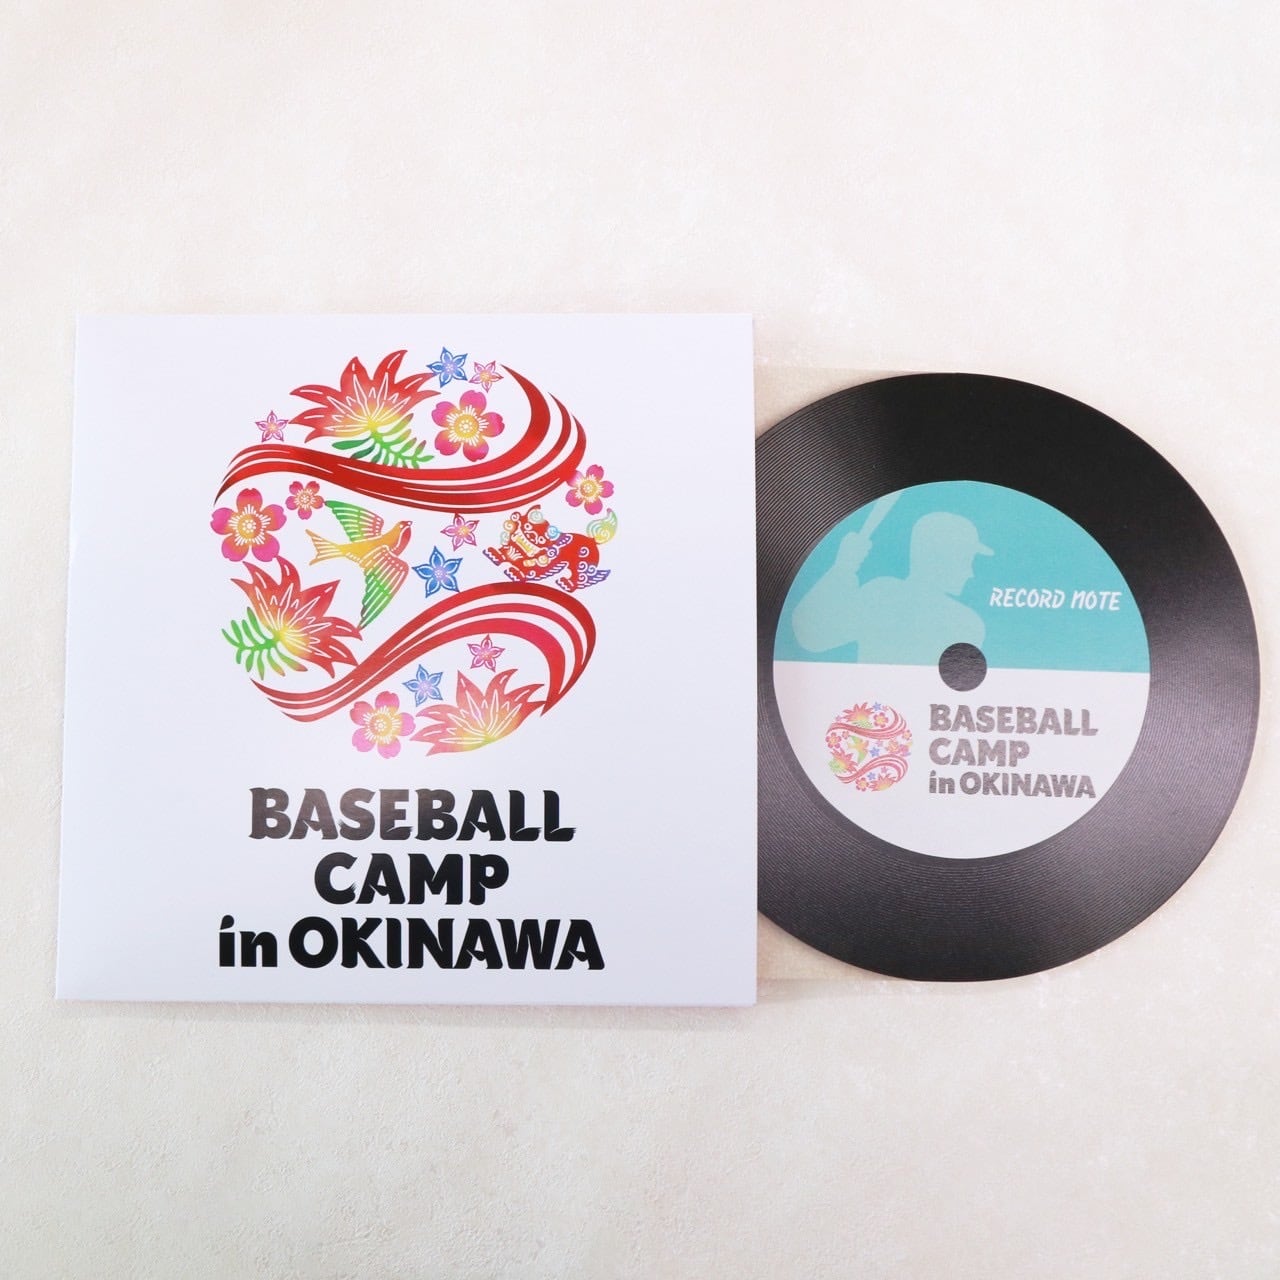 BASEBALL
CAMP
in OKINAWA
RECORD NOTE
BASEBALL
CAMP
in OKINAWA